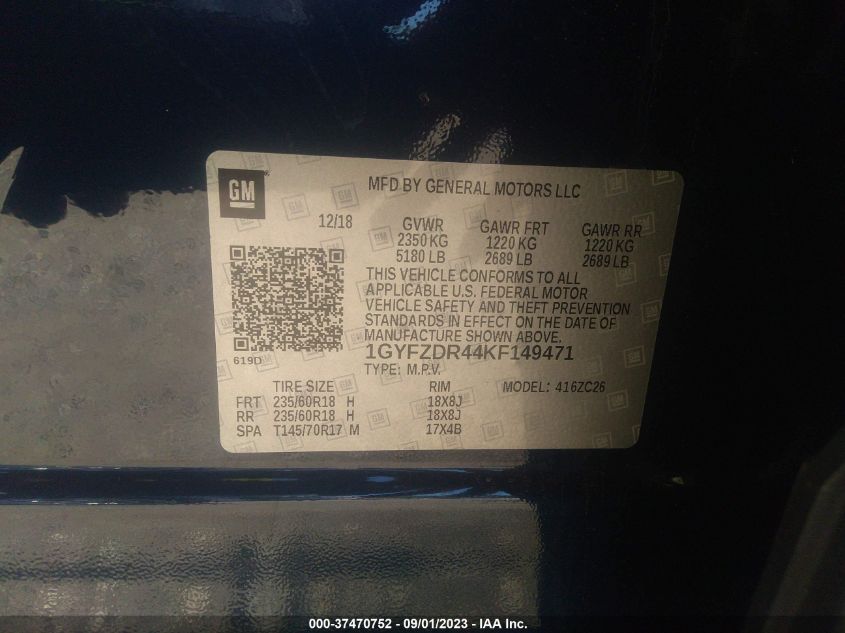 GM
MFD BY GENERAL MOTORS LLC
12/18 GVWR GAWR FRT GAWR RR
2350 KG 1220 KG 1220 KG
5180 LB 2689 LB 2689 LB
THIS VEHICLE CONFORMS TO ALL
APPLICABLE U.S. FEDERAL MOTOR
VEHICLE SAFETY AND THEFT PREVENTION
STANDARDS IN EFFECT ON THE DATE OF
MANUFACTURE SHOWN ABOVE.
619D 1GYFZDR44KF149471
TYPE: M.P.V.
TIRE SIZE RIM MODEL: 416ZC26
FRT 235/60R18 H 18X8J
RR 235/60R18 H 18X8J
SPA T145/70R17 M 17X4B
000-37470752 - 09/01/2023 - IAA Inc.